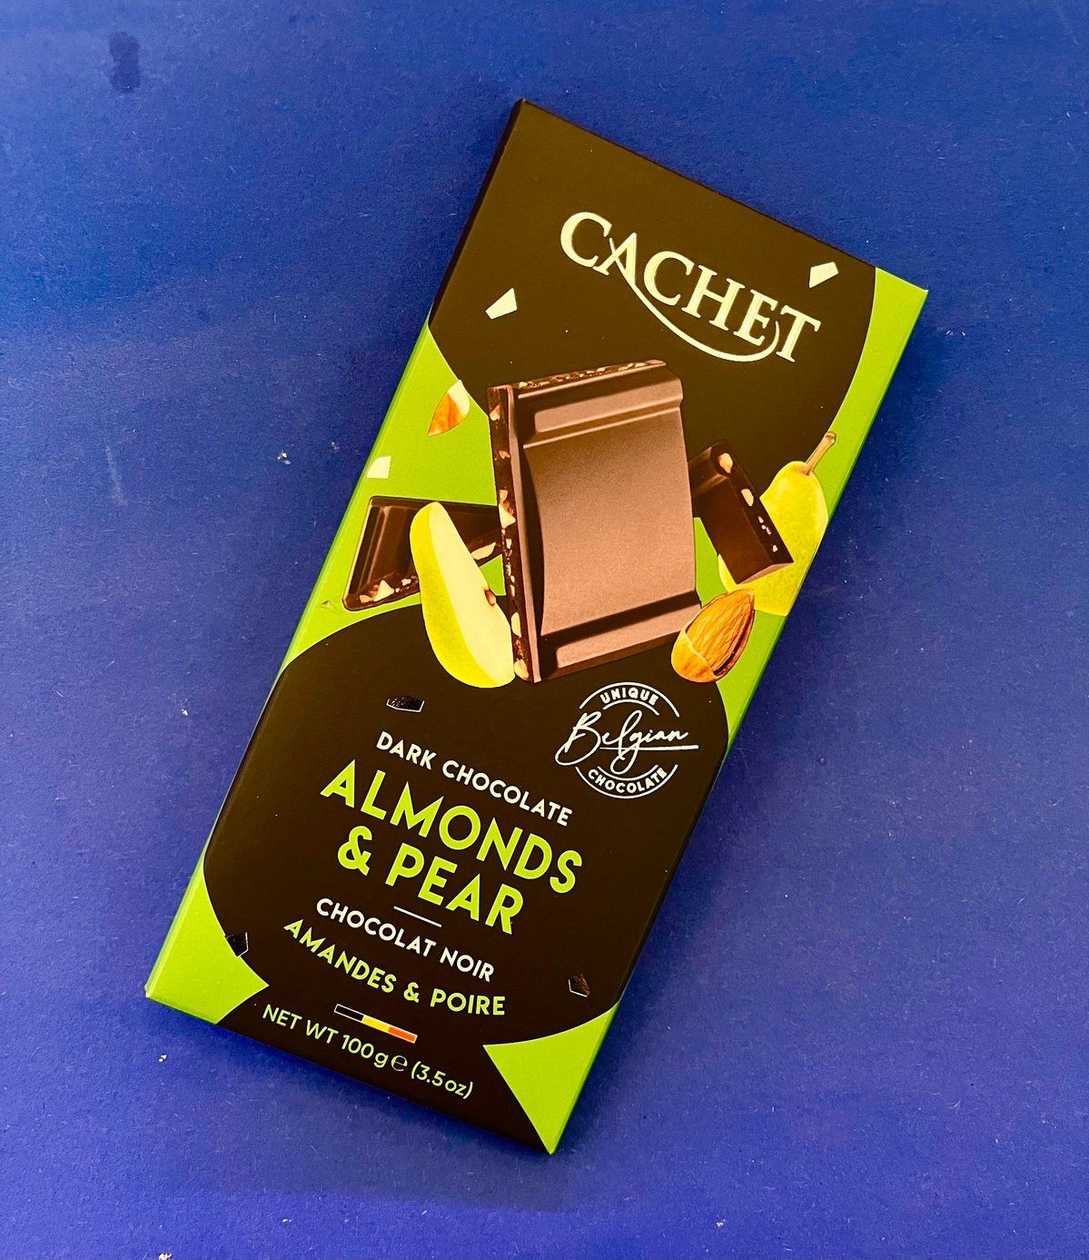 CACHET
UNIQUE
Belgian
CHOCOLATE
DARK CHOCOLATE
ALMONDS
& PEAR
CHOCOLAT NOIR
AMANDES & POIRE
NET WT 100g℮ (3.5oz)